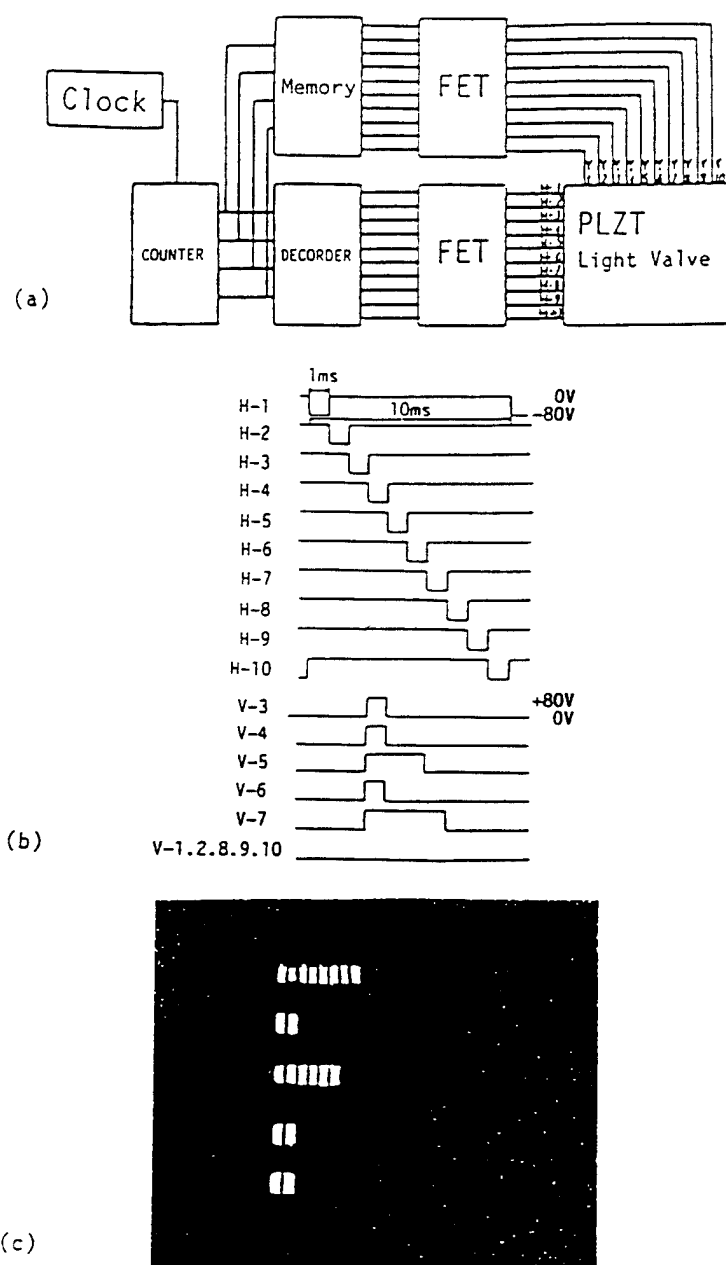 Clock
Memory
FET
COUNTER
DECORDER
FET
PLZT
Light Valve
(a)
1ms
H-1
10ms
0V
-80V
H-2
H-3
H-4
H-5
H-6
H-7
H-8
H-9
H-10
V-3
+80V
0V
V-4
V-5
V-6
V-7
V-1.2.8.9.10
(b)
(c)